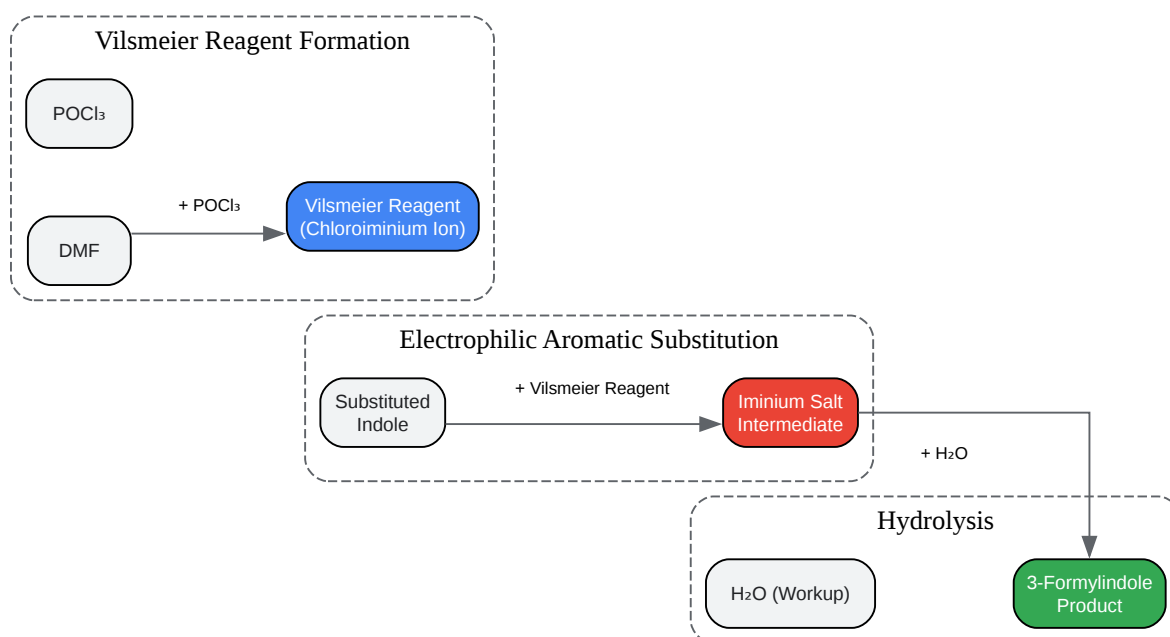 Vilsmeier Reagent Formation
POCl₃
+ POCl₃
Vilsmeier Reagent
(Chloroiminium Ion)
DMF
Electrophilic Aromatic Substitution
Substituted
Indole
+ Vilsmeier Reagent
Iminium Salt
Intermediate
+ H₂O
Hydrolysis
H₂O (Workup)
3-Formylindole
Product